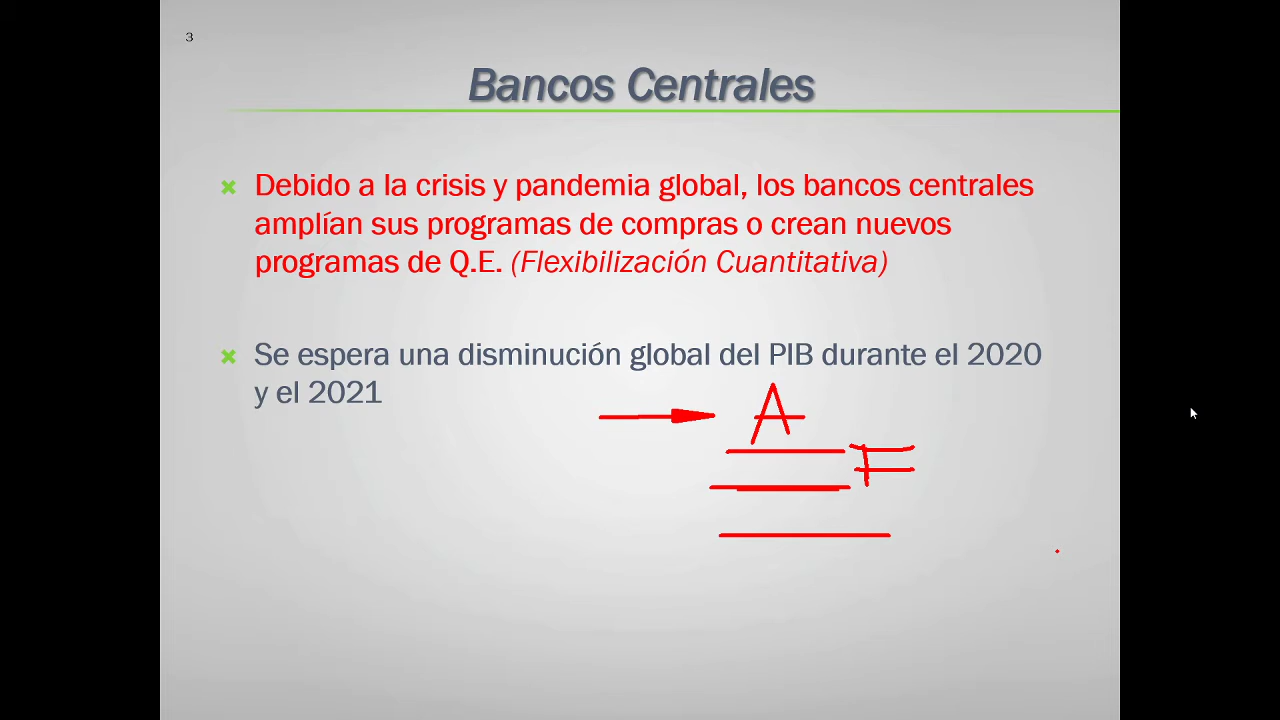 3
Bancos Centrales
Debido a la crisis y pandemia global, los bancos centrales
amplían sus programas de compras o crean nuevos
programas de Q.E. (Flexibilización Cuantitativa)
Se espera una disminución global del PIB durante el 2020
y el 2021
A
F